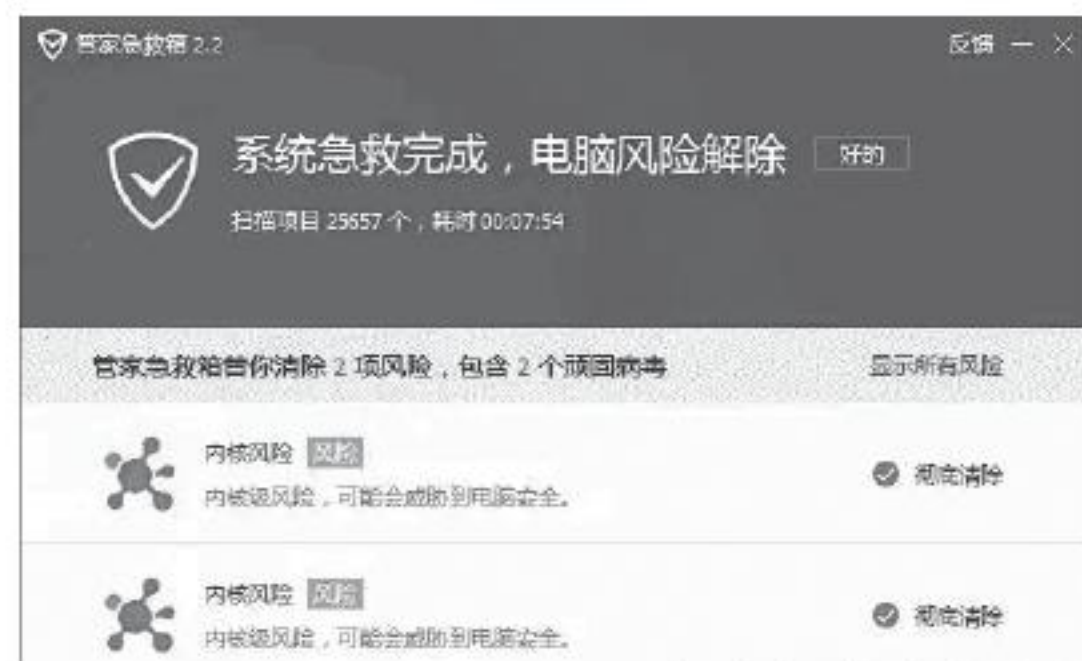 管家急救箱 2.2 反馈
系统急救完成，电脑风险解除 好的
扫描项目 25657 个，耗时 00:07:54
管家急救箱替你清除 2 项风险，包含 2 个顽固病毒 显示所有风险
内核风险 风险
内核级风险，可能会威胁到电脑安全。
彻底清除
内核风险 风险
内核级风险，可能会威胁到电脑安全。
彻底清除